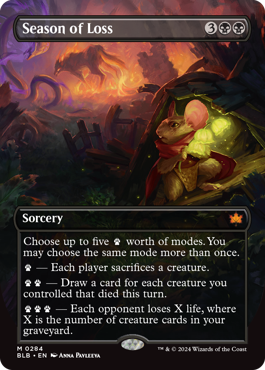 Season of Loss 3
Sorcery
Choose up to five worth of modes. You
may choose the same mode more than once.
— Each player sacrifices a creature.
— Draw a card for each creature you
controlled that died this turn.
— Each opponent loses X life, where
X is the number of creature cards in your
graveyard.
M 0284
BLB • EN Anna Pavleeva
™ & © 2024 Wizards of the Coast